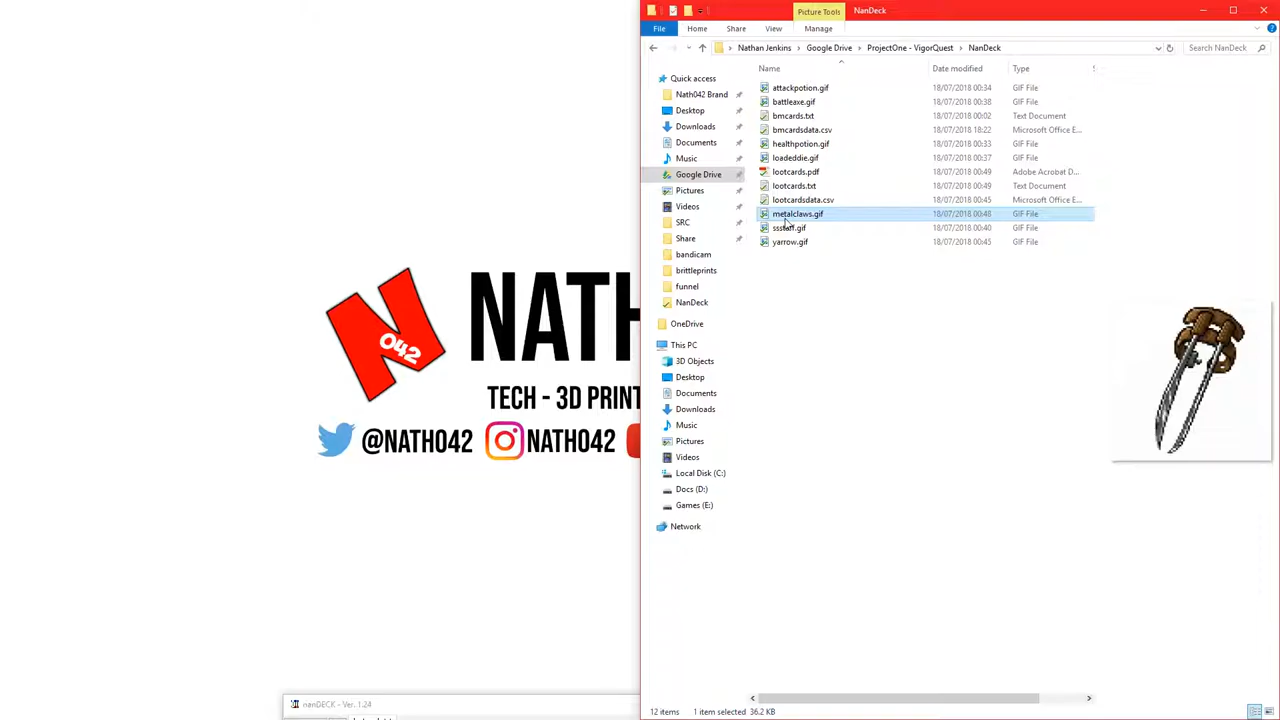 Picture Tools
NanDeck
File
Home
Share
View
Manage
Nathan Jenkins
Google Drive
ProjectOne - VigorQuest
NanDeck
Search NanDeck
Name
Date modified
Type
S
Quick access
Nath042 Brand
Desktop
Downloads
Documents
Music
Google Drive
Pictures
Videos
SRC
Share
bandicam
brittleprints
funnel
NanDeck
OneDrive
This PC
3D Objects
Desktop
Documents
Downloads
Music
Pictures
Videos
Local Disk (C:)
Docs (D:)
Games (E:)
Network
attackpotion.gif 18/07/2018 00:34 GIF File
battleaxe.gif 18/07/2018 00:38 GIF File
bmcards.txt 18/07/2018 00:02 Text Document
bmcardsdata.csv 18/07/2018 18:22 Microsoft Office E...
healthpotion.gif 18/07/2018 00:33 GIF File
loadeddie.gif 18/07/2018 00:37 GIF File
lootcards.pdf 18/07/2018 00:49 Adobe Acrobat D...
lootcards.txt 18/07/2018 00:49 Text Document
lootcardsdata.csv 18/07/2018 00:45 Microsoft Office E...
metalclaws.gif 18/07/2018 00:48 GIF File
ssstaff.gif 18/07/2018 00:40 GIF File
yarrow.gif 18/07/2018 00:45 GIF File
12 items
1 item selected 36.2 KB
N
042
NATH
TECH - 3D PRINT
@NATH042
NATH042
nanDECK - Ver. 1.24